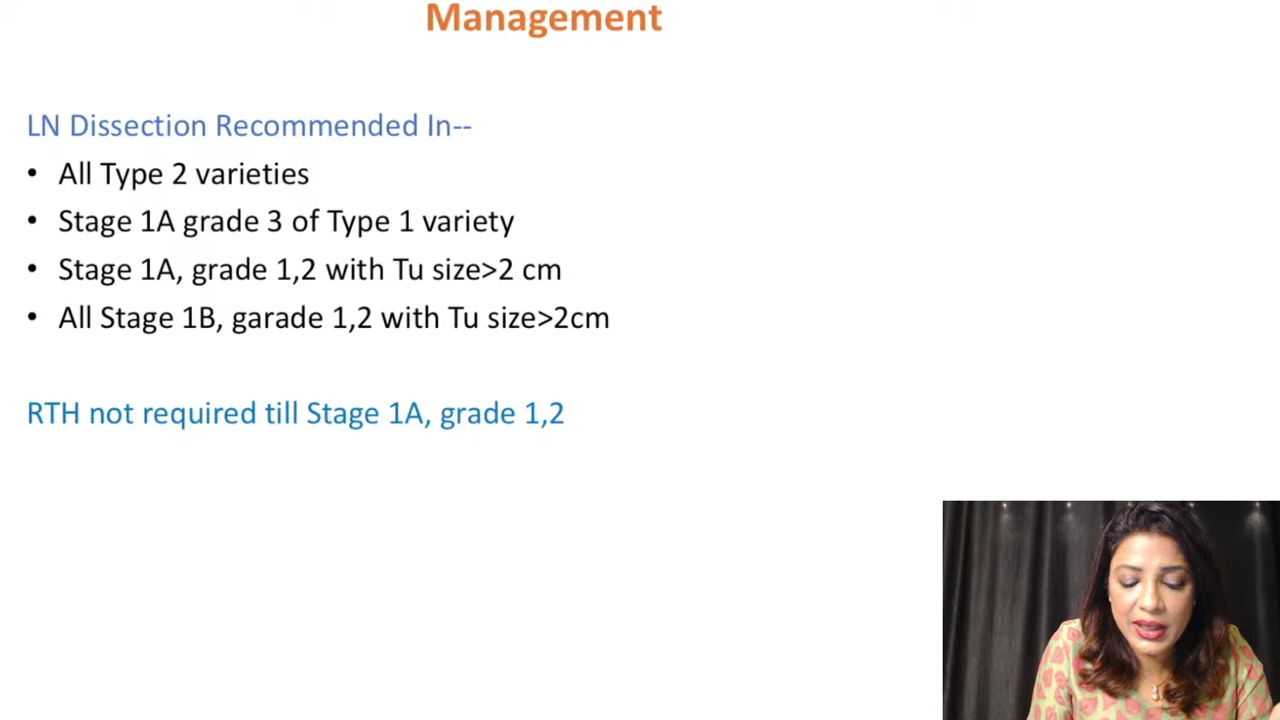 Management
LN Dissection Recommended In--
• All Type 2 varieties
• Stage 1A grade 3 of Type 1 variety
• Stage 1A, grade 1,2 with Tu size>2 cm
• All Stage 1B, garade 1,2 with Tu size>2cm
RTH not required till Stage 1A, grade 1,2